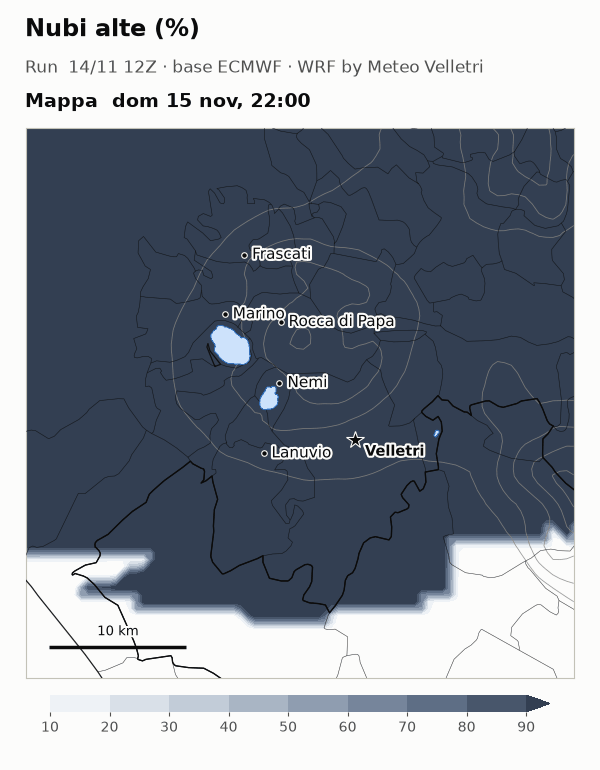 Nubi alte (%)
Run  14/11 12Z · base ECMWF · WRF by Meteo Velletri
Mappa  dom 15 nov, 22:00
Frascati
Marino
Rocca di Papa
Nemi
Velletri
Lanuvio
10 km
10 20 30 40 50 60 70 80 90